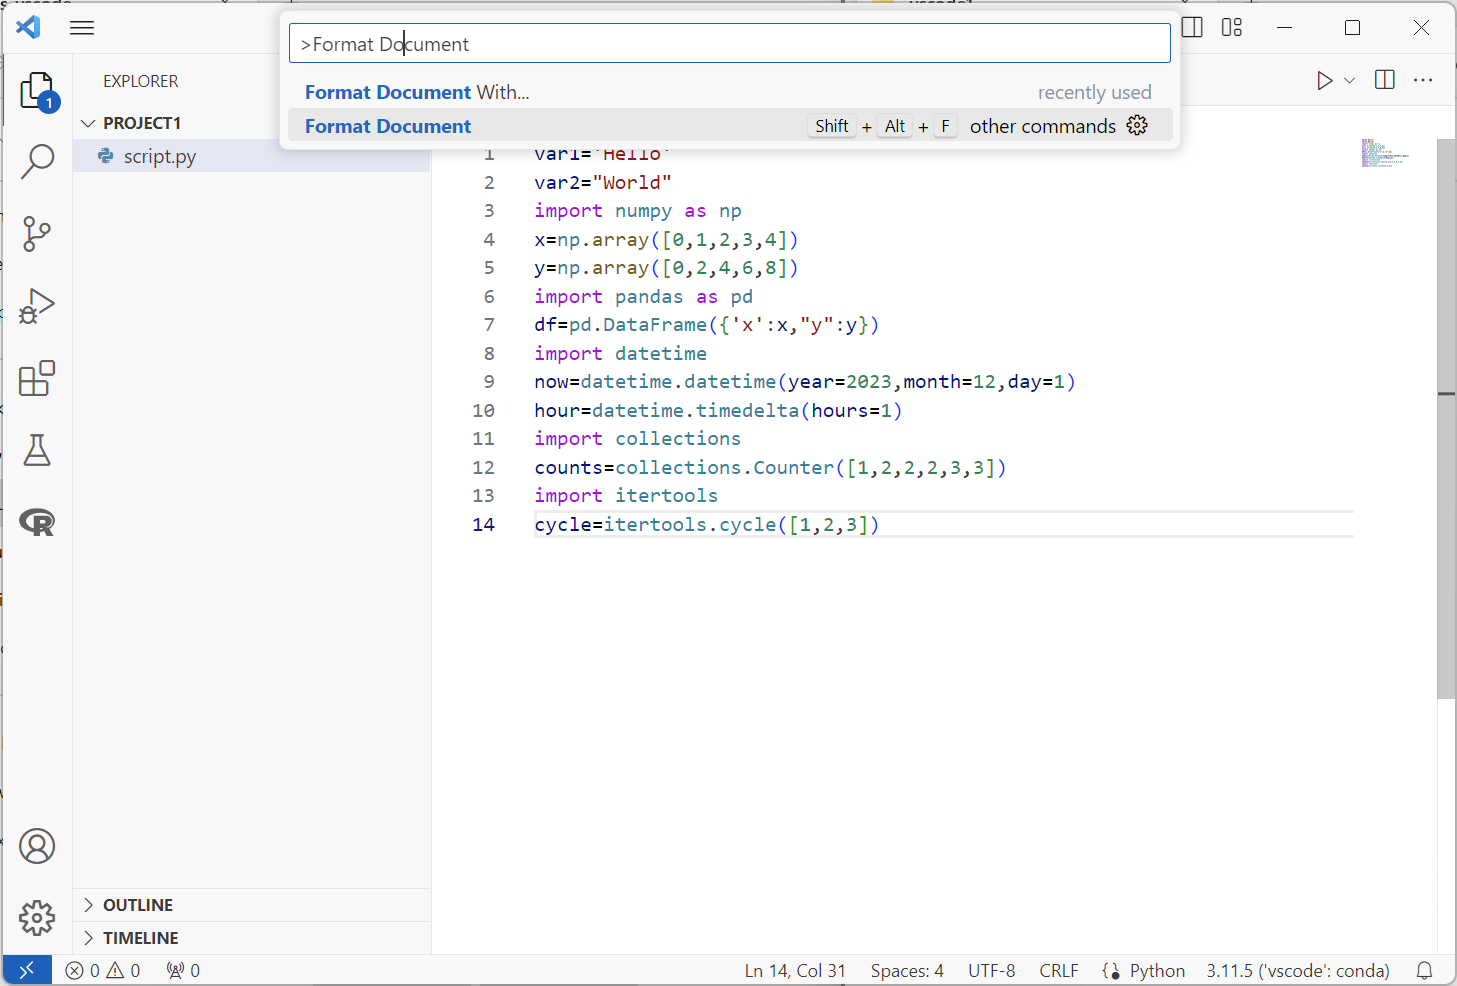 >Format Document
Format Document With... recently used
Format Document Shift + Alt + F other commands
EXPLORER
PROJECT1
script.py
1 var1='Hello'
2 var2="World"
3 import numpy as np
4 x=np.array([0,1,2,3,4])
5 y=np.array([0,2,4,6,8])
6 import pandas as pd
7 df=pd.DataFrame({'x':x,"y":y})
8 import datetime
9 now=datetime.datetime(year=2023,month=12,day=1)
10 hour=datetime.timedelta(hours=1)
11 import collections
12 counts=collections.Counter([1,2,2,2,3,3])
13 import itertools
14 cycle=itertools.cycle([1,2,3])
1
R
OUTLINE
TIMELINE
0 0 0 Ln 14, Col 31 Spaces: 4 UTF-8 CRLF Python 3.11.5 ('vscode': conda)